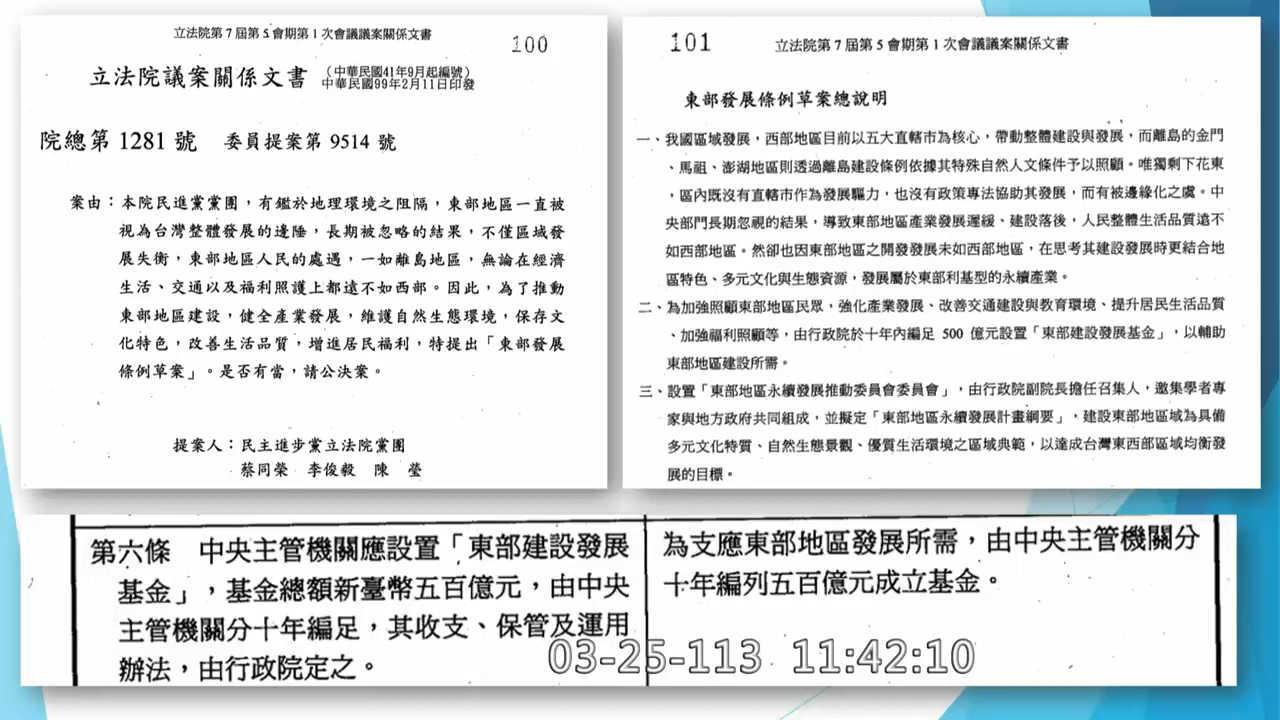 立法院第7屆第5會期第1次會議議案關係文書
100
立法院議案關係文書 (中華民國41年9月起編號)
中華民國99年2月11日印發
院總第1281號 委員提案第9514號
案由：本院民進黨黨團，有鑑於地理環境之阻隔，東部地區一直被
視為台灣整體發展的邊陲，長期被忽略的結果，不僅區域發
展失衡，東部地區人民的處遇，一如離島地區，無論在經濟
生活、交通以及福利照護上都遠不如西部。因此，為了推動
東部地區建設，健全產業發展，維護自然生態環境，保存文
化特色，改善生活品質，增進居民福利，特提出「東部發展
條例草案」。是否有當，請公決案。
提案人：民主進步黨立法院黨團
蔡同榮 李俊毅 陳 瑩
101 立法院第7屆第5會期第1次會議議案關係文書
東部發展條例草案總說明
一、我國區域發展，西部地區目前以五大直轄市為核心，帶動整體建設與發展，而離島的金門
、馬祖、澎湖地區則透過離島建設條例依據其特殊自然人文條件予以照顧。唯獨剩下花東
，區內既沒有直轄市作為發展驅力，也沒有政策專法協助其發展，而有被邊緣化之虞。中
央部門長期忽視的結果，導致東部地區產業發展遲緩、建設落後，人民整體生活品質遠不
如西部地區。然卻也因東部地區之開發發展未如西部地區，在思考其建設發展時更結合地
區特色、多元文化與生態資源，發展屬於東部利基型的永續產業。
二、為加強照顧東部地區民眾，強化產業發展、改善交通建設與教育環境、提升居民生活品質
、加強福利照顧等，由行政院於十年內編足 500 億元設置「東部建設發展基金」，以輔助
東部地區建設所需。
三、設置「東部地區永續發展推動委員會委員會」，由行政院副院長擔任召集人，邀集學者專
家與地方政府共同組成，並擬定「東部地區永續發展計畫綱要」，建設東部地區域為具備
多元文化特質、自然生態景觀、優質生活環境之區域典範，以達成台灣東西部區域均衡發
展的目標。
第六條 中央主管機關應設置「東部建設發展
基金」，基金總額新臺幣五百億元，由中央
主管機關分十年編足，其收支、保管及運用
辦法，由行政院定之。
為支應東部地區發展所需，由中央主管機關分
十年編列五百億元成立基金。
03-25-113 11:42:10